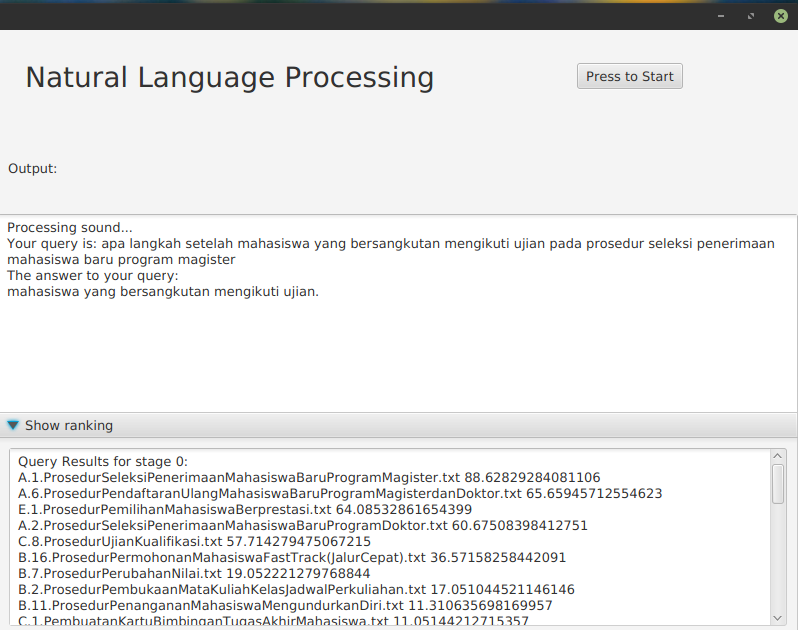 Natural Language Processing
Press to Start
Output:
Processing sound...
Your query is: apa langkah setelah mahasiswa yang bersangkutan mengikuti ujian pada prosedur seleksi penerimaan
mahasiswa baru program magister
The answer to your query:
mahasiswa yang bersangkutan mengikuti ujian.
Show ranking
Query Results for stage 0:
A.1.ProsedurSeleksiPenerimaanMahasiswaBaruProgramMagister.txt 88.62829284081106
A.6.ProsedurPendaftaranUlangMahasiswaBaruProgramMagisterdanDoktor.txt 65.65945712554623
E.1.ProsedurPemilihanMahasiswaBerprestasi.txt 64.08532861654399
A.2.ProsedurSeleksiPenerimaanMahasiswaBaruProgramDoktor.txt 60.67508398412751
C.8.ProsedurUjianKualifikasi.txt 57.714279475067215
B.16.ProsedurPermohonanMahasiswaFastTrack(JalurCepat).txt 36.57158258442091
B.7.ProsedurPerubahanNilai.txt 19.052221279768844
B.2.ProsedurPembukaanMataKuliahKelasJadwalPerkuliahan.txt 17.051044521146146
B.11.ProsedurPenangananMahasiswaMengundurkanDiri.txt 11.310635698169957
C.1.PembuatanKartuBimbinganTugasAkhirMahasiswa.txt 11.05144212715357